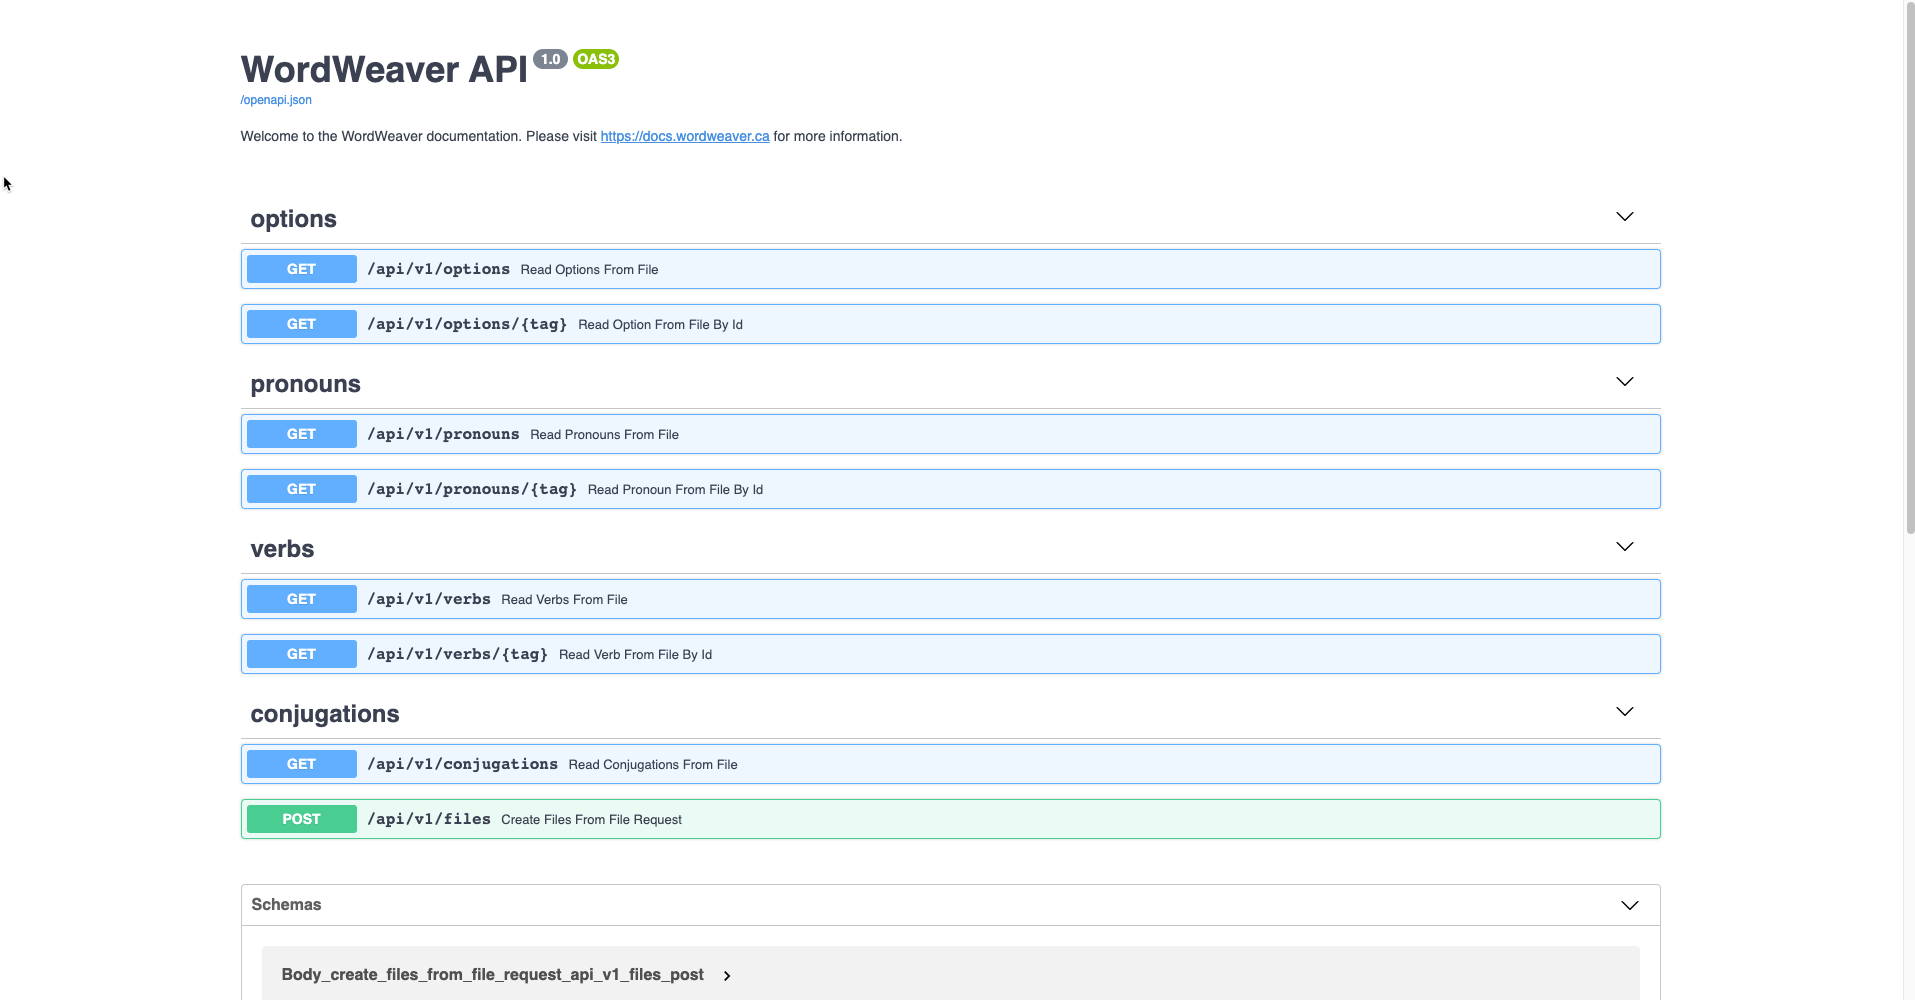 WordWeaver API 1.0 OAS3
/openapi.json
Welcome to the WordWeaver documentation. Please visit https://docs.wordweaver.ca for more information.
options
GET /api/v1/options Read Options From File
GET /api/v1/options/{tag} Read Option From File By Id
pronouns
GET /api/v1/pronouns Read Pronouns From File
GET /api/v1/pronouns/{tag} Read Pronoun From File By Id
verbs
GET /api/v1/verbs Read Verbs From File
GET /api/v1/verbs/{tag} Read Verb From File By Id
conjugations
GET /api/v1/conjugations Read Conjugations From File
POST /api/v1/files Create Files From File Request
Schemas
Body_create_files_from_file_request_api_v1_files_post